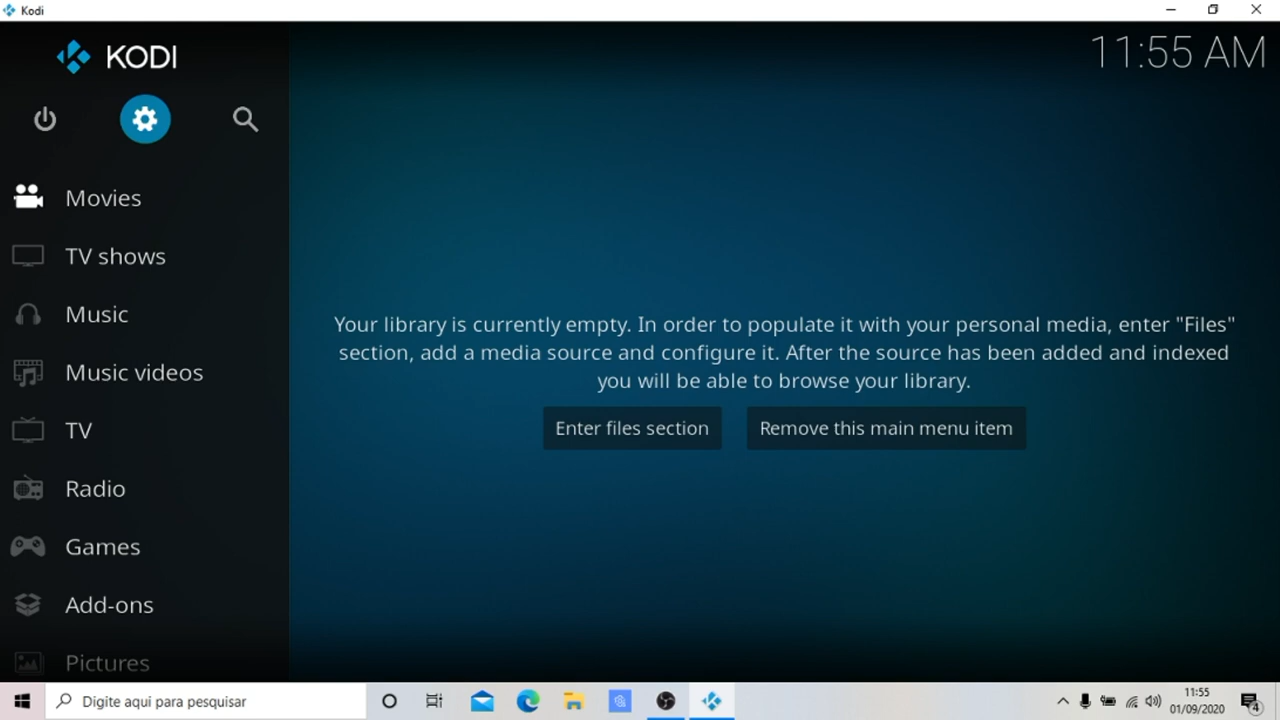 Kodi
KODI
11:55 AM
Movies
TV shows
Music
Music videos
TV
Radio
Games
Add-ons
Pictures
Your library is currently empty. In order to populate it with your personal media, enter "Files"
section, add a media source and configure it. After the source has been added and indexed
you will be able to browse your library.
Enter files section
Remove this main menu item
Digite aqui para pesquisar
11:55
01/09/2020
4